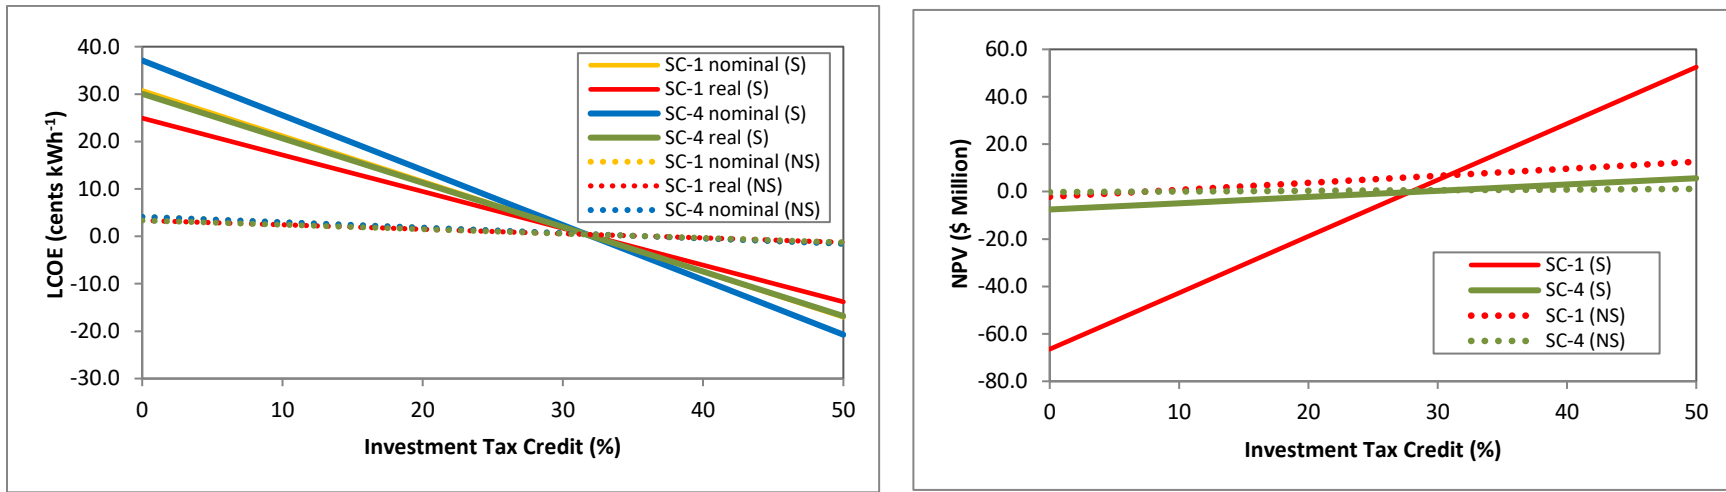 40.0
30.0
20.0
10.0
0.0
-10.0
-20.0
-30.0
LCOE (cents kWh⁻¹)
SC-1 nominal (S)
SC-1 real (S)
SC-4 nominal (S)
SC-4 real (S)
SC-1 nominal (NS)
SC-1 real (NS)
SC-4 nominal (NS)
0 10 20 30 40 50
Investment Tax Credit (%)
60.0
40.0
20.0
0.0
-20.0
-40.0
-60.0
-80.0
NPV ($ Million)
SC-1 (S)
SC-4 (S)
SC-1 (NS)
SC-4 (NS)
0 10 20 30 40 50
Investment Tax Credit (%)